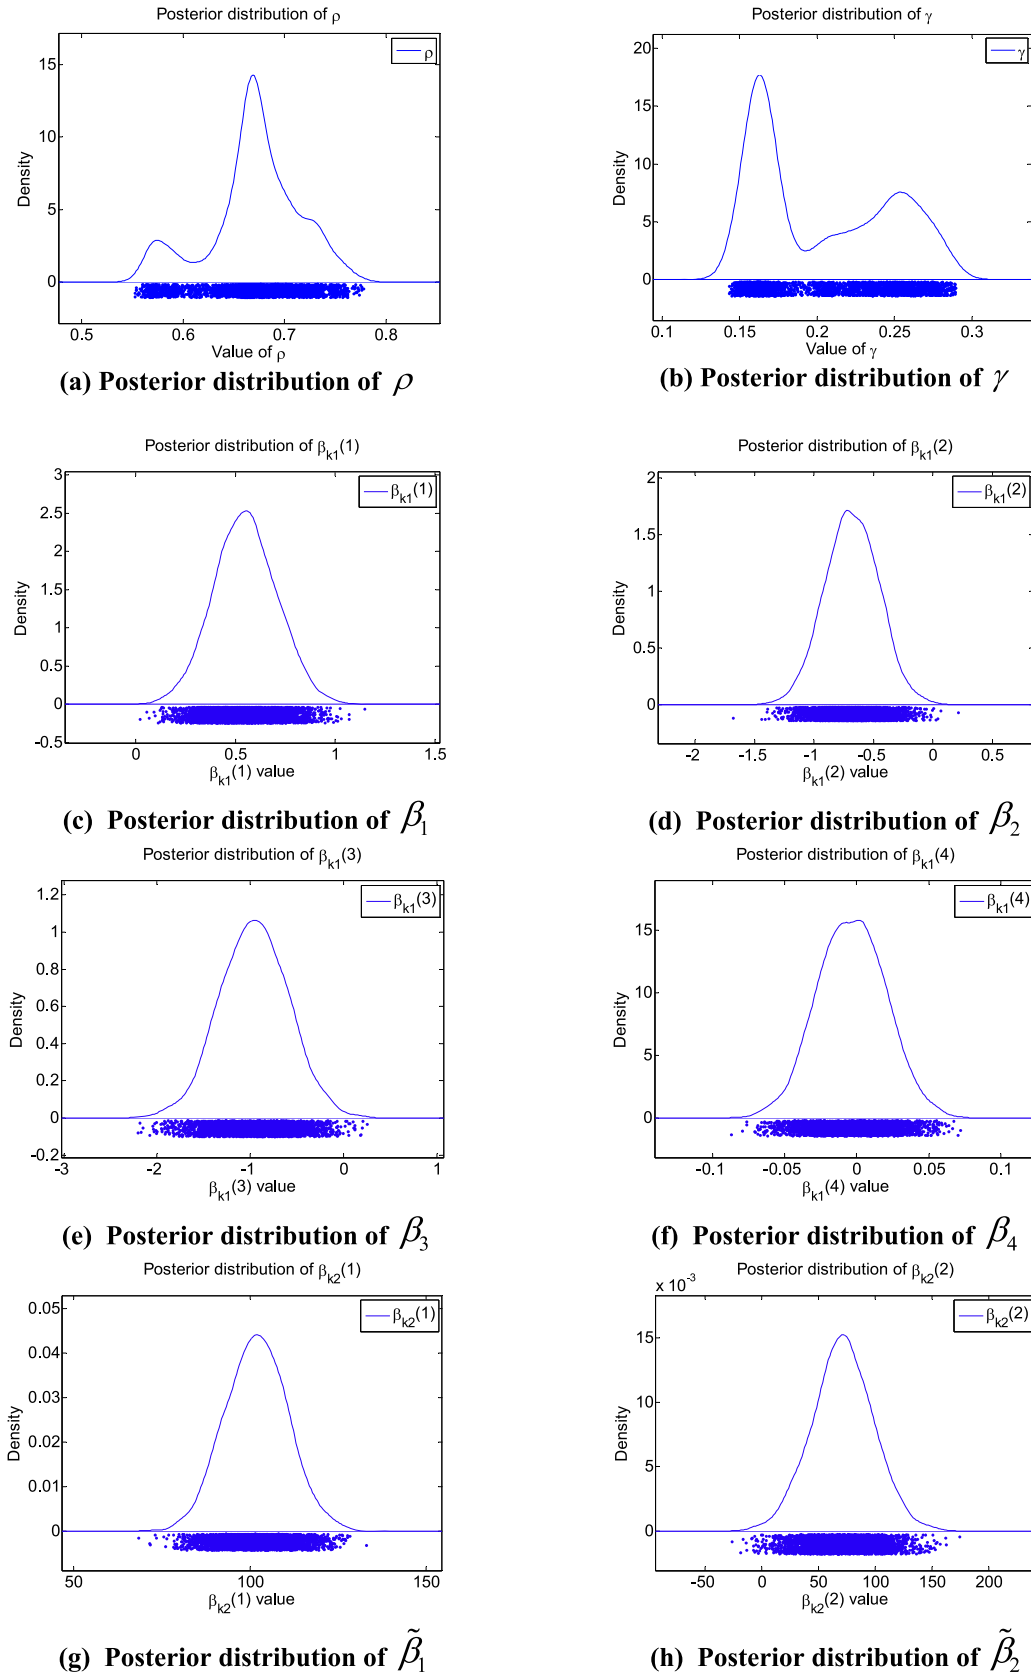 Posterior distribution of ρ
Posterior distribution of γ
ρ
γ
15
10
5
0
20
15
10
5
0
Density
Density
0.5 0.6 0.7 0.8
0.1 0.15 0.2 0.25 0.3
Value of ρ
Value of γ
(a) Posterior distribution of ρ
(b) Posterior distribution of γ
Posterior distribution of βk1(1)
Posterior distribution of βk1(2)
βk1(1)
βk1(2)
3
2.5
2
1.5
1
0.5
0
-0.5
2
1.5
1
0.5
0
Density
Density
0 0.5 1 1.5
-2 -1.5 -1 -0.5 0 0.5
βk1(1) value
βk1(2) value
(c) Posterior distribution of β1
(d) Posterior distribution of β2
Posterior distribution of βk1(3)
Posterior distribution of βk1(4)
βk1(3)
βk1(4)
1.2
1
0.8
0.6
0.4
0.2
0
-0.2
15
10
5
0
Density
Density
-3 -2 -1 0 1
-0.1 -0.05 0 0.05 0.1
βk1(3) value
βk1(4) value
(e) Posterior distribution of β3
(f) Posterior distribution of β4
Posterior distribution of βk2(1)
Posterior distribution of βk2(2)
x 10-3
βk2(1)
βk2(2)
0.05
0.04
0.03
0.02
0.01
0
15
10
5
0
Density
Density
50 100 150
-50 0 50 100 150 200
βk2(1) value
βk2(2) value
(g) Posterior distribution of β̃1
(h) Posterior distribution of β̃2